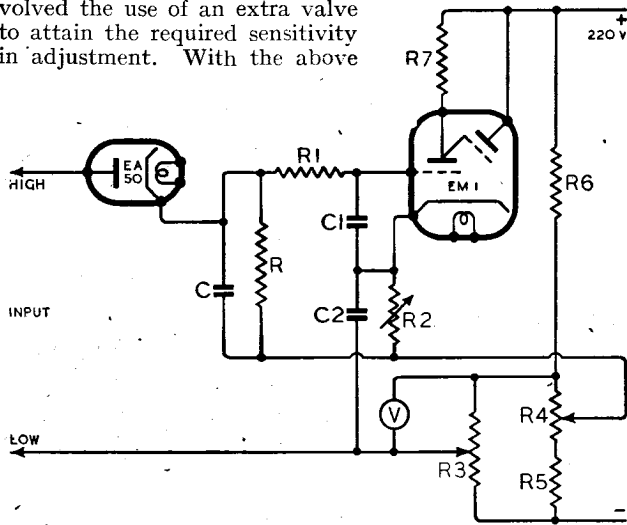 volved the use of an extra valve
to attain the required sensitivity
in adjustment. With the above
+
220 V
R7
EA
50
HIGH
R1
EM 1
R6
C1
R
C
C2
R2
INPUT
V
R4
LOW
R3
R5
−